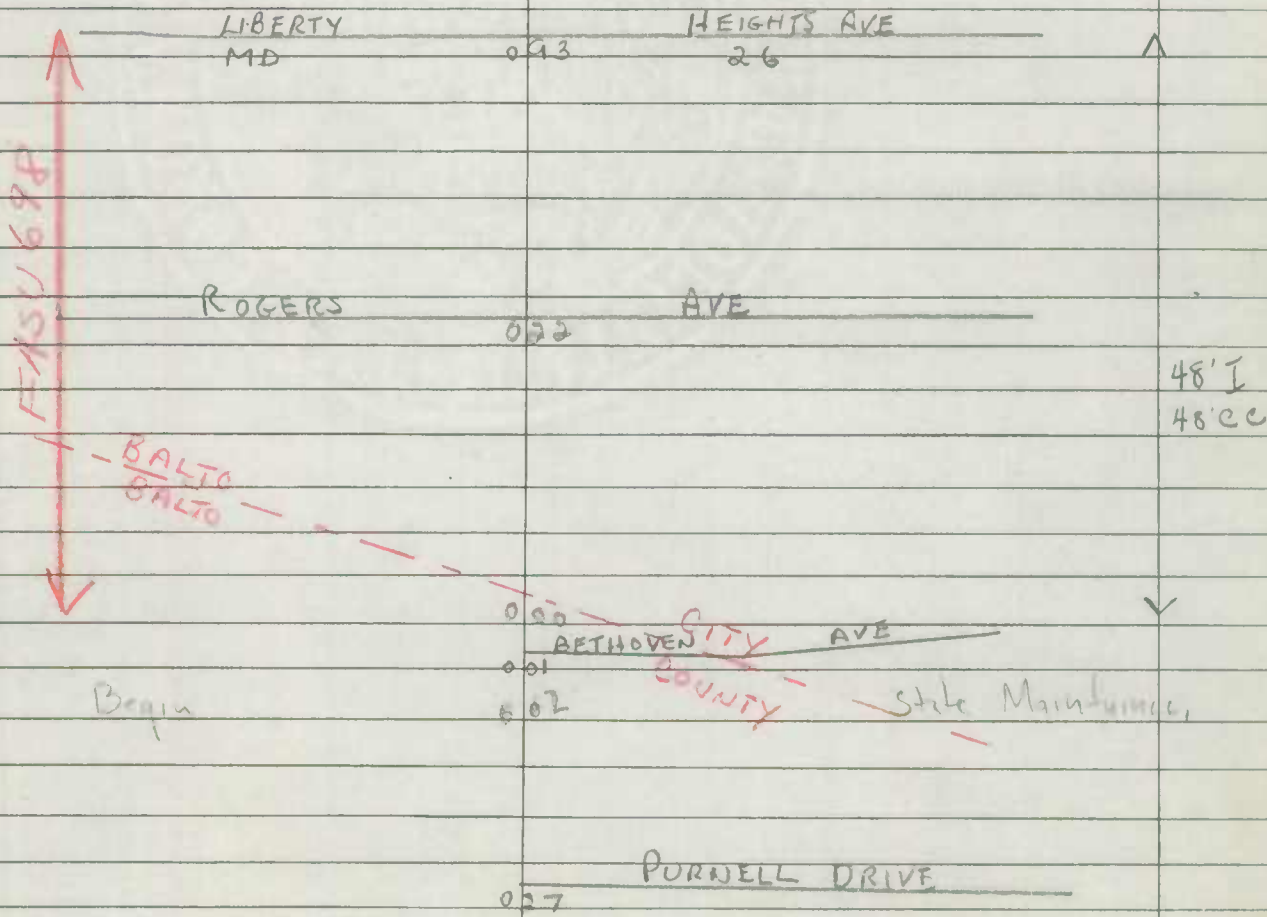 LIBERTY HEIGHTS AVE
MD 0 43 26
FASU 698
ROGERS AVE
0 22
48' I
48' CC
BALTO
BALTO
0 00
CITY
BETHOVEN AVE
0 01
COUNTY
Begin 0 02 State Maintenance
PURNELL DRIVE
0 27